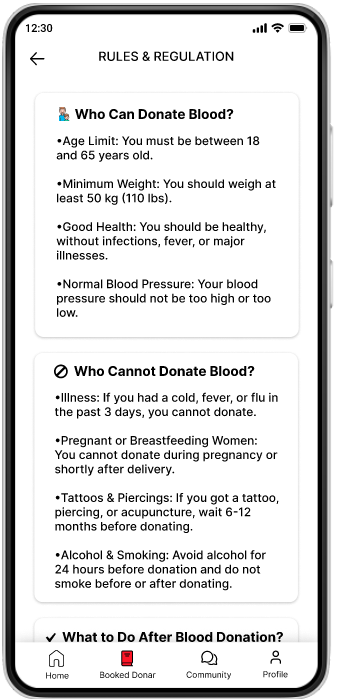 12:30
RULES & REGULATION
Who Can Donate Blood?
•Age Limit: You must be between 18
and 65 years old.
•Minimum Weight: You should weigh at
least 50 kg (110 lbs).
•Good Health: You should be healthy,
without infections, fever, or major
illnesses.
•Normal Blood Pressure: Your blood
pressure should not be too high or too
low.
Who Cannot Donate Blood?
•Illness: If you had a cold, fever, or flu in
the past 3 days, you cannot donate.
•Pregnant or Breastfeeding Women:
You cannot donate during pregnancy or
shortly after delivery.
•Tattoos & Piercings: If you got a tattoo,
piercing, or acupuncture, wait 6-12
months before donating.
•Alcohol & Smoking: Avoid alcohol for
24 hours before donation and do not
smoke before or after donating.
What to Do After Blood Donation?
Home Booked Donar Community Profile